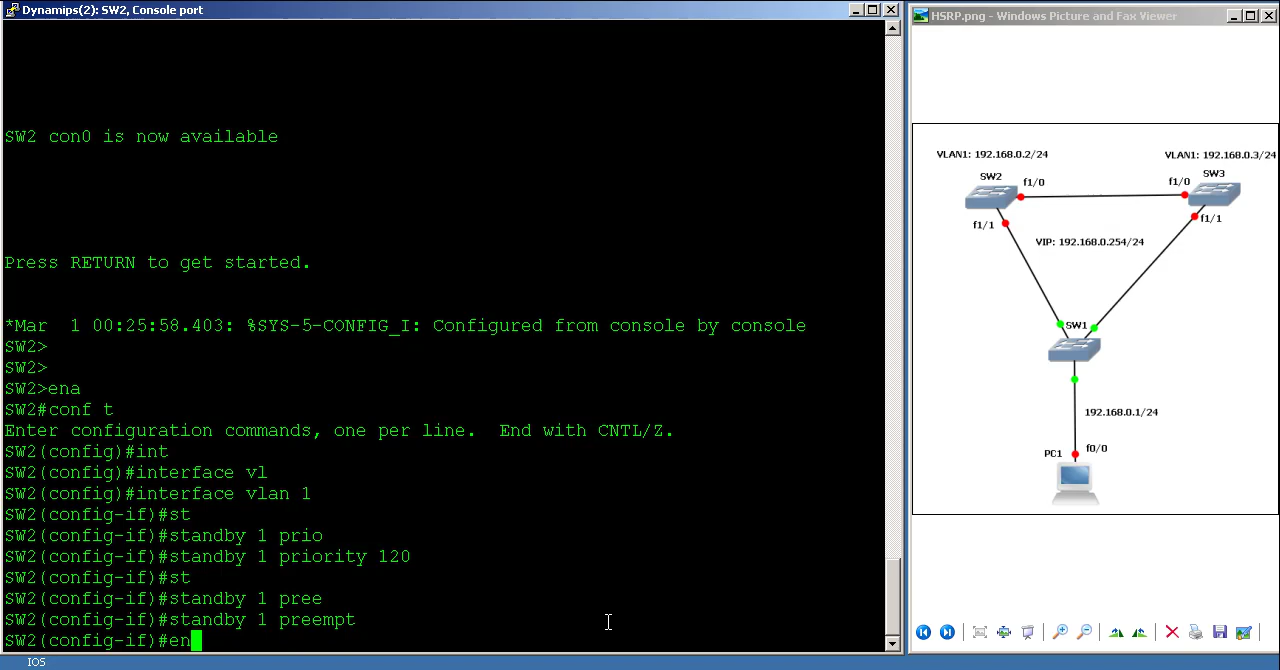 Dynamips(2): SW2, Console port
SW2 con0 is now available
Press RETURN to get started.
*Mar  1 00:25:58.403: %SYS-5-CONFIG_I: Configured from console by console
SW2>
SW2>
SW2>ena
SW2#conf t
Enter configuration commands, one per line.  End with CNTL/Z.
SW2(config)#int
SW2(config)#interface vl
SW2(config)#interface vlan 1
SW2(config-if)#st
SW2(config-if)#standby 1 prio
SW2(config-if)#standby 1 priority 120
SW2(config-if)#st
SW2(config-if)#standby 1 pree
SW2(config-if)#standby 1 preempt
SW2(config-if)#en
IOS
HSRP.png - Windows Picture and Fax Viewer
VLAN1: 192.168.0.2/24
VLAN1: 192.168.0.3/24
SW2
SW3
f1/0
f1/0
f1/1
f1/1
VIP: 192.168.0.254/24
SW1
192.168.0.1/24
PC1
f0/0